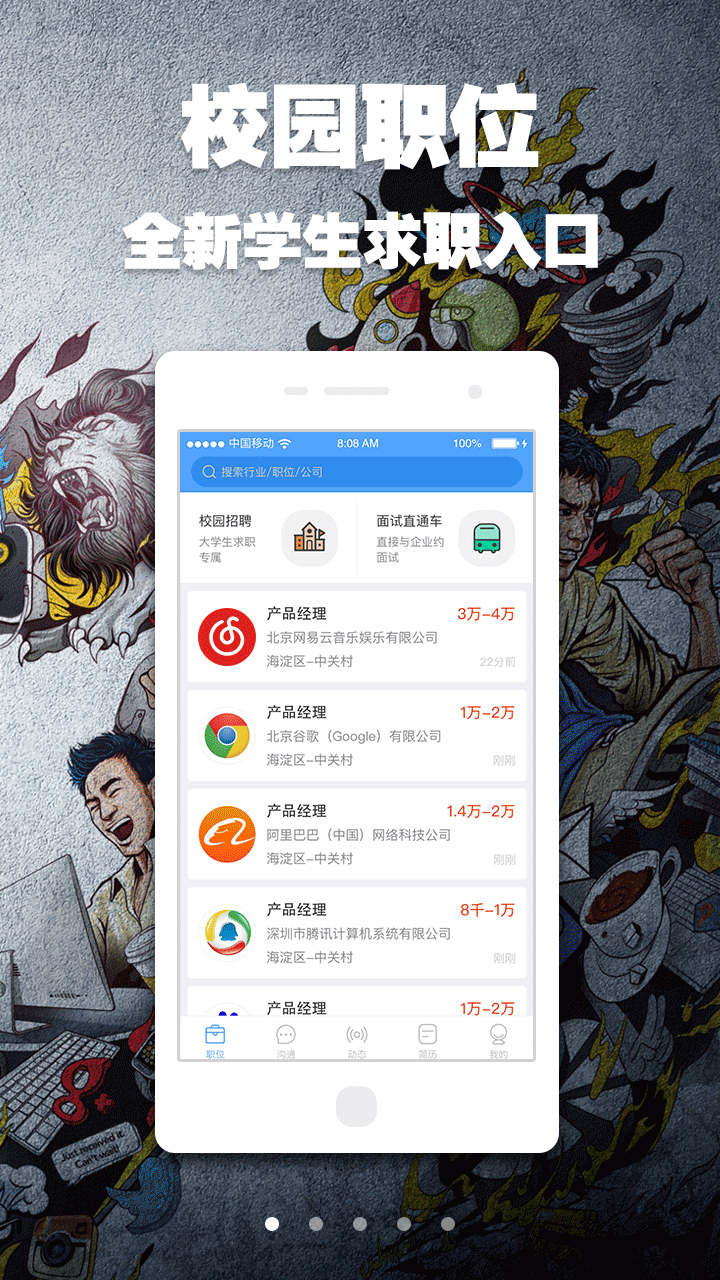 校园职位
全新学生求职入口
中国移动
8:08 AM
100%
搜索行业/职位/公司
校园招聘
大学生求职
专属
面试直通车
直接与企业约
面试
产品经理
3万-4万
北京网易云音乐娱乐有限公司
海淀区-中关村
22分前
产品经理
1万-2万
北京谷歌（Google）有限公司
海淀区-中关村
刚刚
产品经理
1.4万-2万
阿里巴巴（中国）网络科技公司
海淀区-中关村
刚刚
产品经理
8千-1万
深圳市腾讯计算机系统有限公司
海淀区-中关村
刚刚
产品经理
1万-2万
职位
沟通
动态
简历
我的
Just received it.
Can't wait!